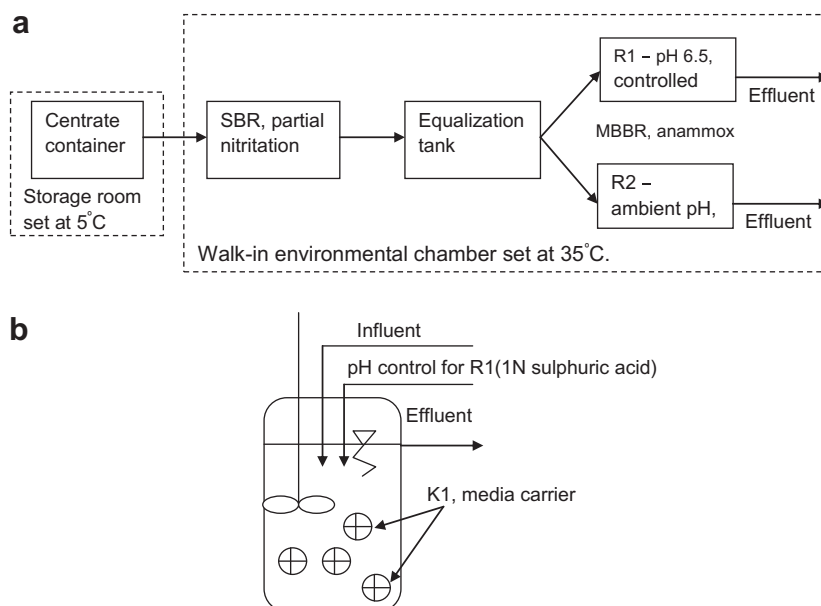 a
Centrate
container
Storage room
set at 5°C
SBR, partial
nitritation
Equalization
tank
R1 – pH 6.5,
controlled
Effluent
MBBR, anammox
R2 –
ambient pH,
Effluent
Walk-in environmental chamber set at 35°C.
b
Influent
pH control for R1(1N sulphuric acid)
Effluent
K1, media carrier